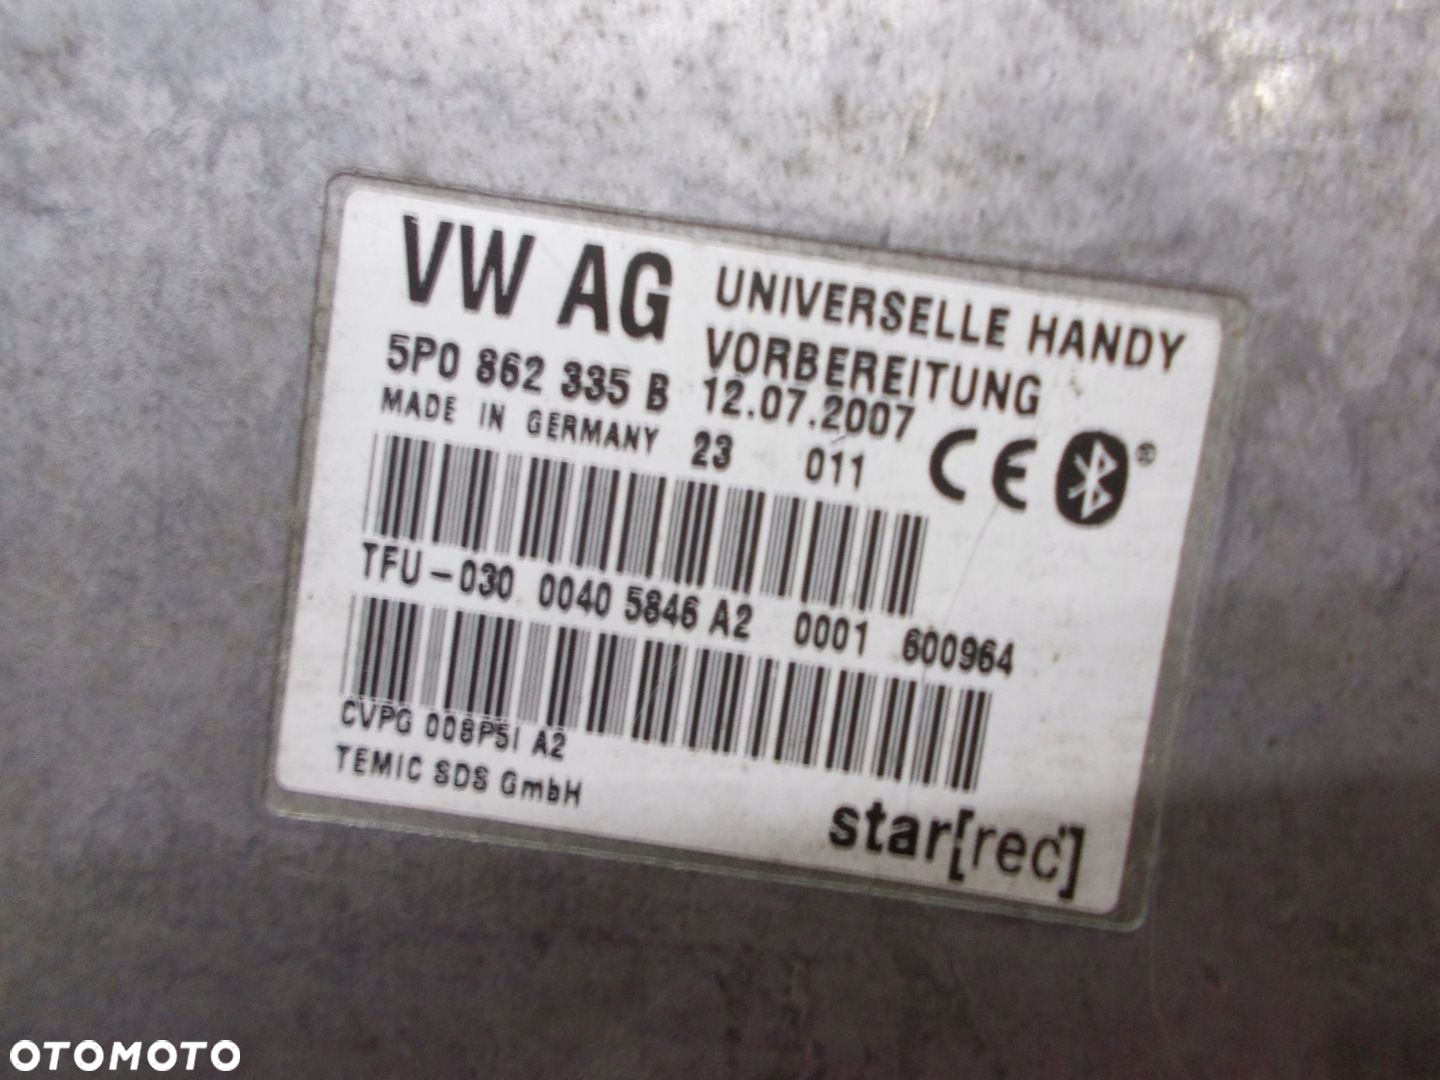 VW AG UNIVERSELLE HANDY
VORBEREITUNG
5P0 862 335 B 12.07.2007
MADE IN GERMANY 23 011 CE ®
TFU-030 0040 5846 A2 0001 600964
CVPG 008P51 A2
TEMIC SDS GmbH
star[rec]
OTOMOTO